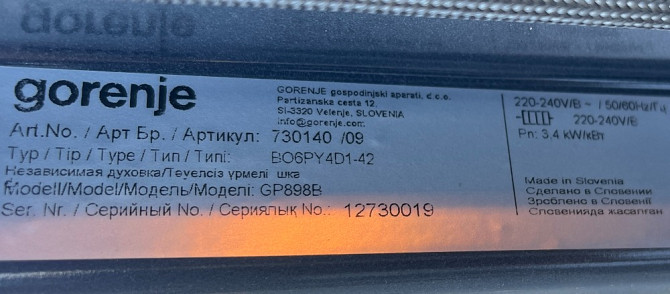 gorenje
GORENJE gospodinjski aparati, d.o.o.
Partizanska cesta 12
SI-3320 Velenje, SLOVENIA
info@gorenje.com
Art.No. / Арт Бр. / Артикул: 730140 /09
Typ / Tip / Type / Тип / Типі: BO6PY4D1-42
Независимая духовка/Тәуелсіз үрмелі шка
Modell/Model/Модель/Моделі: GP898B
Ser. Nr / Серийный No. / Сериялық No.: 12730019
220-240V/В ~ / 50/60Hz/Гц
220-240V/В
Pn: 3,4 kW/кВт
Made in Slovenia
Сделано в Словении
Зроблено в Словенії
Словенияда жасалған